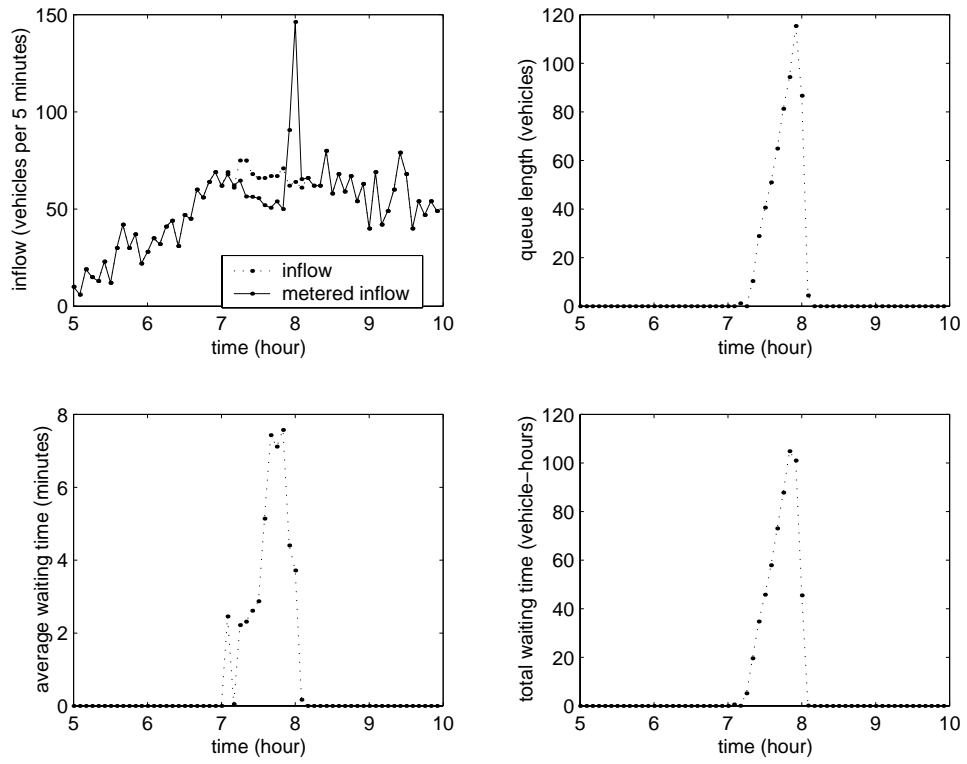 inflow (vehicles per 5 minutes)
150
100
50
0
5 6 7 8 9 10
time (hour)
inflow
metered inflow
queue length (vehicles)
120
100
80
60
40
20
0
5 6 7 8 9 10
time (hour)
average waiting time (minutes)
8
6
4
2
0
5 6 7 8 9 10
time (hour)
total waiting time (vehicle−hours)
120
100
80
60
40
20
0
5 6 7 8 9 10
time (hour)